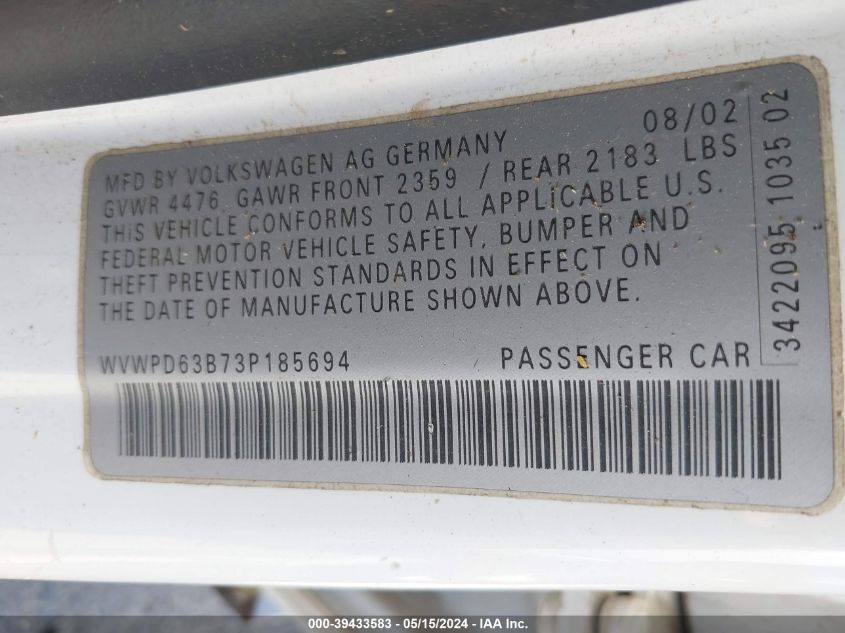 08/02
MFD BY VOLKSWAGEN AG GERMANY
GVWR 4476 GAWR FRONT 2359 / REAR 2183 LBS
THIS VEHICLE CONFORMS TO ALL APPLICABLE U.S.
FEDERAL MOTOR VEHICLE SAFETY, BUMPER AND
THEFT PREVENTION STANDARDS IN EFFECT ON
THE DATE OF MANUFACTURE SHOWN ABOVE.
WVWPD63B73P185694 PASSENGER CAR
3422095 1035 02
000-39433583 - 05/15/2024 - IAA Inc.